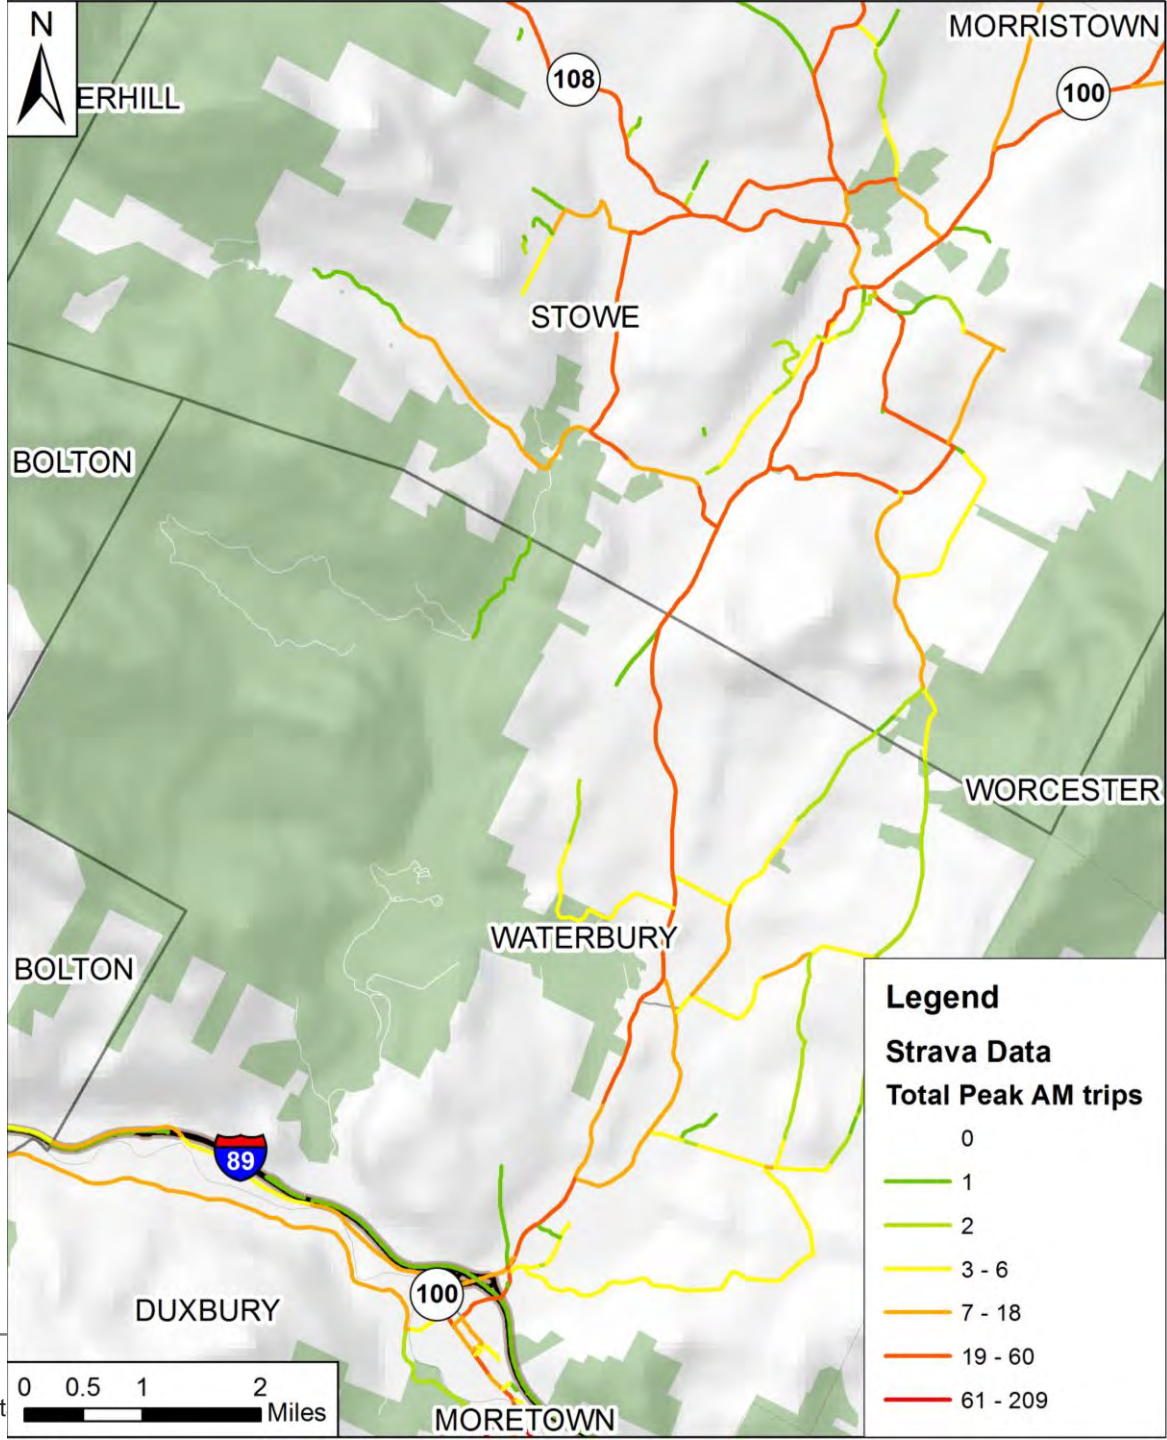 N
MORRISTOWN
108
100
ERHILL
STOWE
BOLTON
WORCESTER
WATERBURY
BOLTON
Legend
Strava Data
Total Peak AM trips
0
1
2
3 - 6
7 - 18
19 - 60
61 - 209
89
100
DUXBURY
0 0.5 1 2
Miles
t
MORETOWN